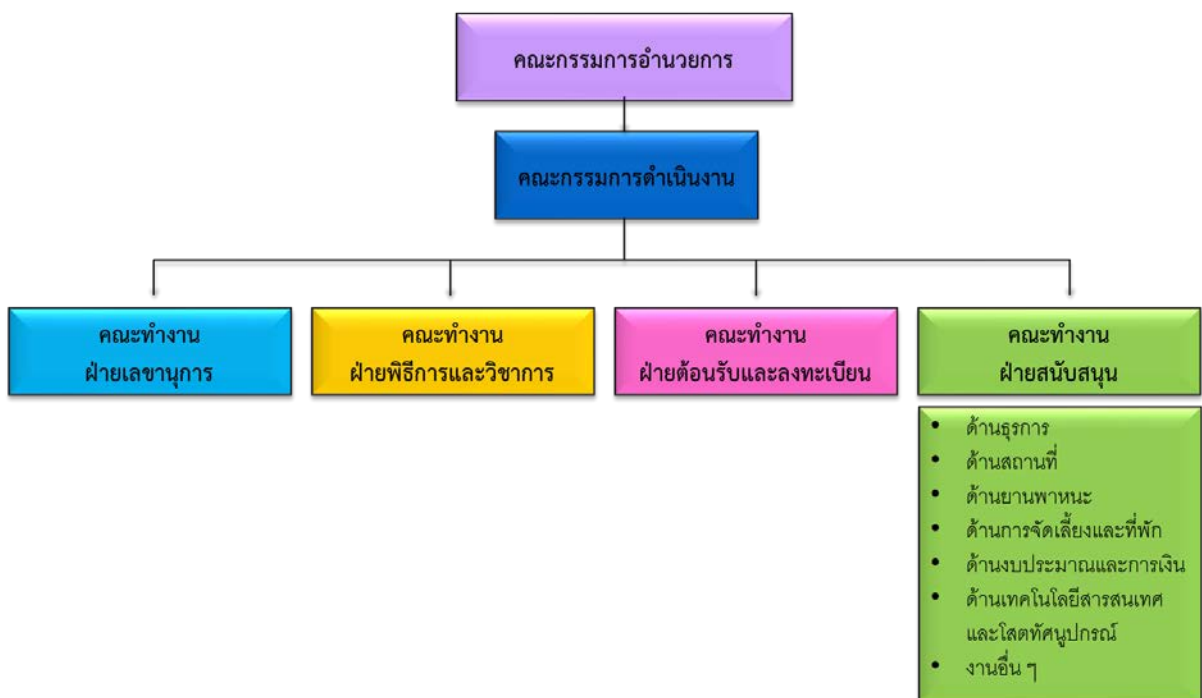 คณะกรรมการอำนวยการ
คณะกรรมการดำเนินงาน
คณะทำงาน
ฝ่ายเลขานุการ
คณะทำงาน
ฝ่ายพิธีการและวิชาการ
คณะทำงาน
ฝ่ายต้อนรับและลงทะเบียน
คณะทำงาน
ฝ่ายสนับสนุน
• ด้านธุรการ
• ด้านสถานที่
• ด้านยานพาหนะ
• ด้านการจัดเลี้ยงและที่พัก
• ด้านงบประมาณและการเงิน
• ด้านเทคโนโลยีสารสนเทศ
และโสตทัศนูปกรณ์
• งานอื่น ๆ